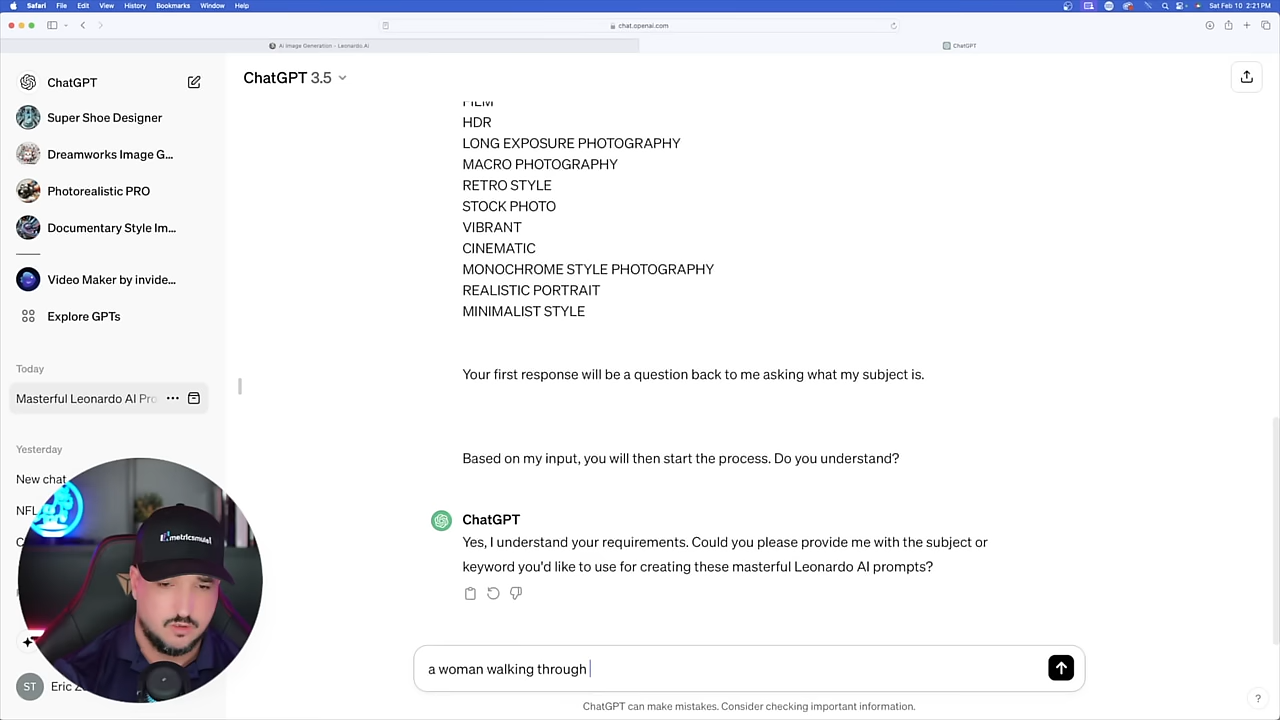 Safari File Edit View History Bookmarks Window Help
Sat Feb 10 2:21 PM
chat.openai.com
AI Image Generation - Leonardo.Ai
ChatGPT
ChatGPT
ChatGPT 3.5
Super Shoe Designer
Dreamworks Image G...
Photorealistic PRO
Documentary Style Im...
Video Maker by invide...
Explore GPTs
Today
Masterful Leonardo AI Pro
Yesterday
New chat
NFL
metricsmule
ST
Eric Z
FILM
HDR
LONG EXPOSURE PHOTOGRAPHY
MACRO PHOTOGRAPHY
RETRO STYLE
STOCK PHOTO
VIBRANT
CINEMATIC
MONOCHROME STYLE PHOTOGRAPHY
REALISTIC PORTRAIT
MINIMALIST STYLE
Your first response will be a question back to me asking what my subject is.
Based on my input, you will then start the process. Do you understand?
ChatGPT
Yes, I understand your requirements. Could you please provide me with the subject or
keyword you'd like to use for creating these masterful Leonardo AI prompts?
a woman walking through
ChatGPT can make mistakes. Consider checking important information.
?